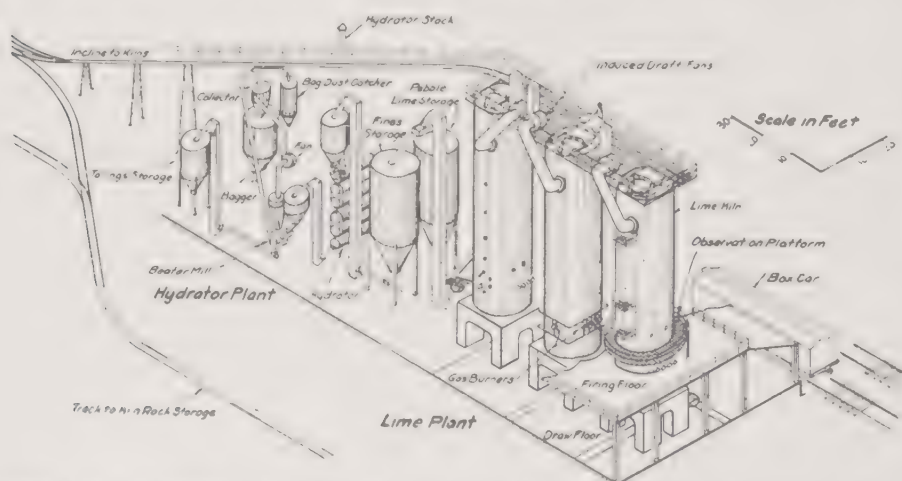 Hydrator Stack
Incline to Kilns
Induced Draft Fans
Bag Dust Catcher
Pebble
Lime Storage
Collector
Fines
Storage
Scale in Feet
Fan
Tailings Storage
Bagger
Lime Kiln
Observation Platform
Box Car
Beater Mill
Hydrator
Hydrator Plant
Gas Burners
Firing Floor
Track to Kiln Rock Storage
Lime Plant
Draw Floor